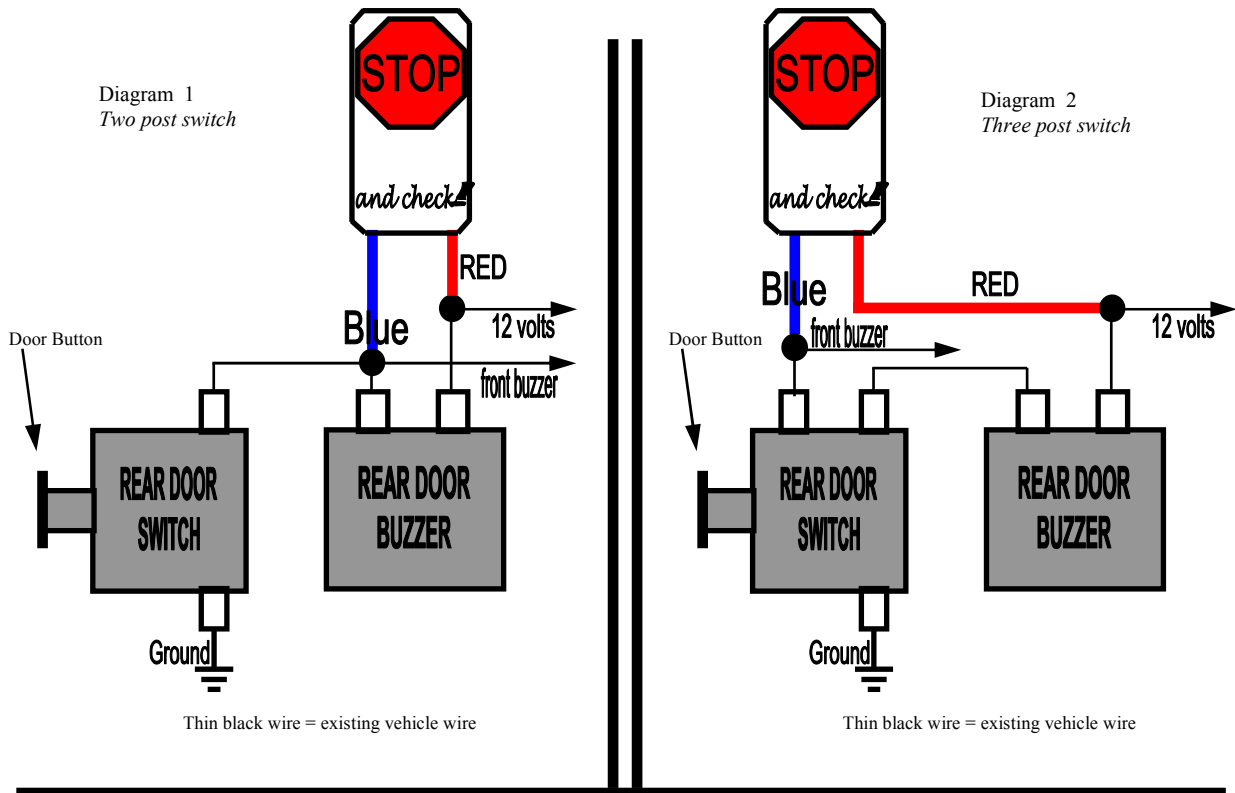 STOP
Diagram 1
Two post switch
and check
RED
12 volts
Blue
front buzzer
Door Button
REAR DOOR
SWITCH
REAR DOOR
BUZZER
Ground
Thin black wire = existing vehicle wire
STOP
Diagram 2
Three post switch
and check
RED
12 volts
Blue
front buzzer
Door Button
REAR DOOR
SWITCH
REAR DOOR
BUZZER
Ground
Thin black wire = existing vehicle wire